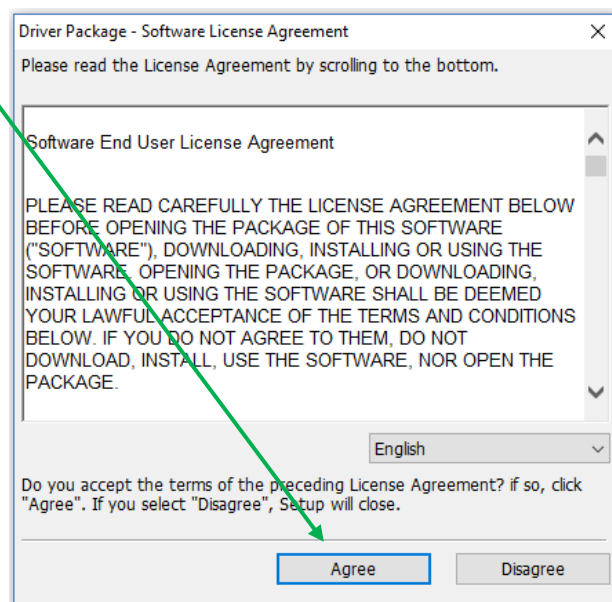 Driver Package - Software License Agreement
Please read the License Agreement by scrolling to the bottom.
Software End User License Agreement
PLEASE READ CAREFULLY THE LICENSE AGREEMENT BELOW
BEFORE OPENING THE PACKAGE OF THIS SOFTWARE
("SOFTWARE"), DOWNLOADING, INSTALLING OR USING THE
SOFTWARE. OPENING THE PACKAGE, OR DOWNLOADING,
INSTALLING OR USING THE SOFTWARE SHALL BE DEEMED
YOUR LAWFUL ACCEPTANCE OF THE TERMS AND CONDITIONS
BELOW. IF YOU DO NOT AGREE TO THEM, DO NOT
DOWNLOAD, INSTALL, USE THE SOFTWARE, NOR OPEN THE
PACKAGE.
English
Do you accept the terms of the preceding License Agreement? if so, click
"Agree". If you select "Disagree", Setup will close.
Agree Disagree